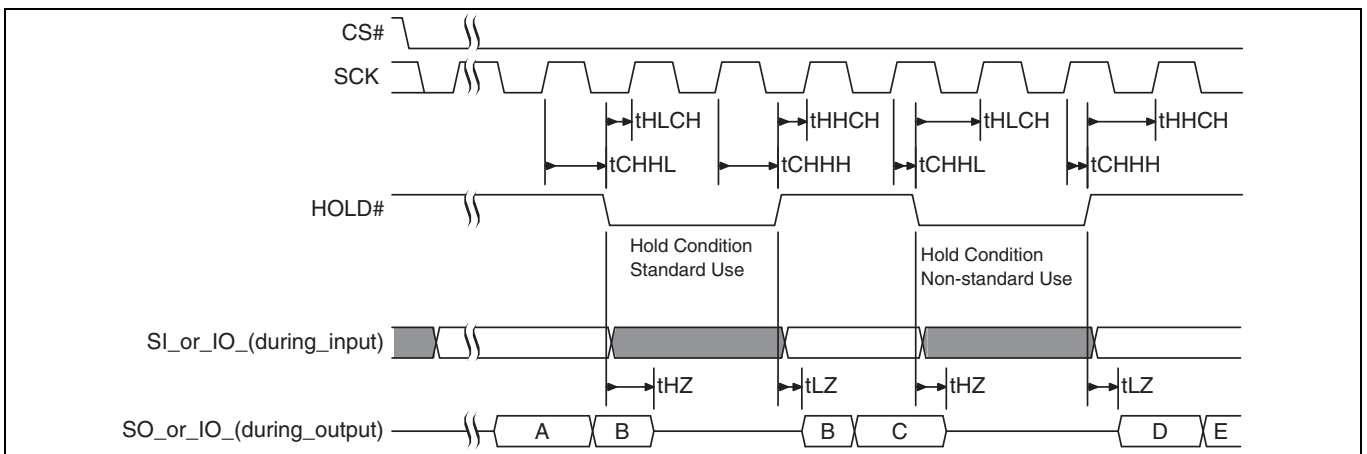 CS#
SCK
tHLCH tHHCH tHLCH tHHCH
tCHHL tCHHH tCHHL tCHHH
HOLD#
Hold Condition
Standard Use
Hold Condition
Non-standard Use
SI_or_IO_(during_input)
tHZ tLZ tHZ tLZ
SO_or_IO_(during_output) A B B C D E